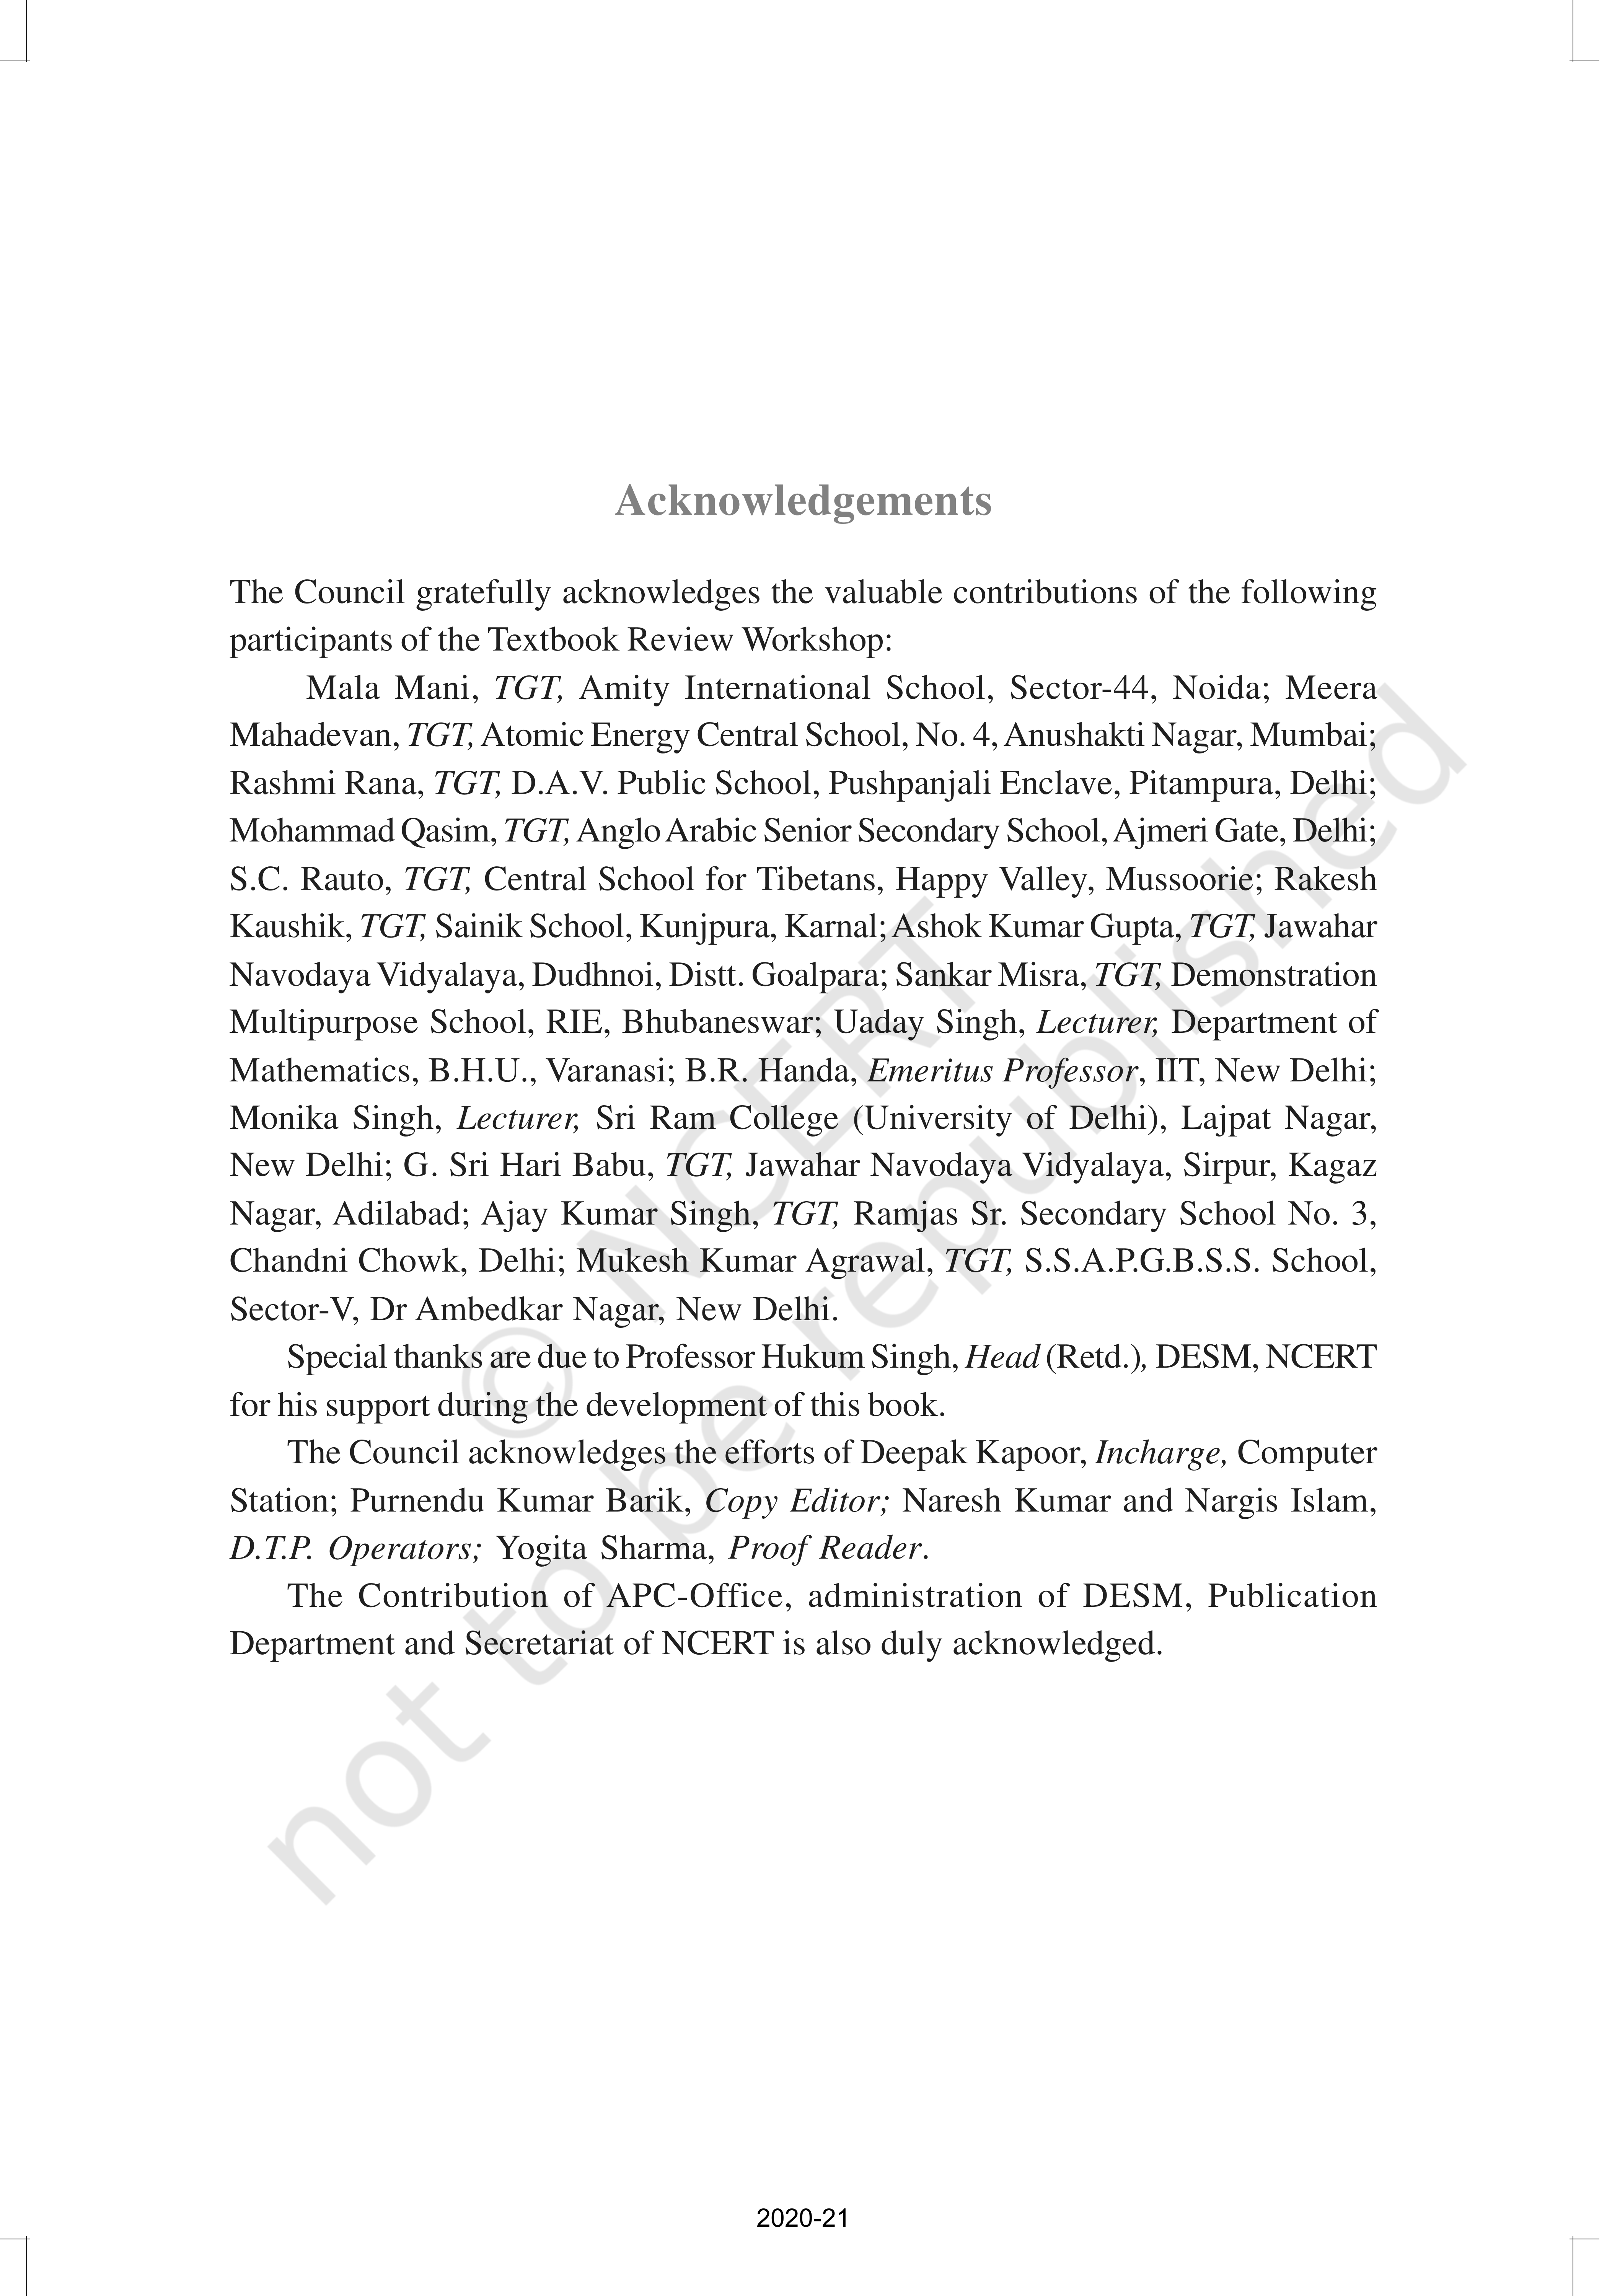 Acknowledgements
The Council gratefully acknowledges the valuable contributions of the following
participants of the Textbook Review Workshop:
Mala Mani, TGT, Amity International School, Sector-44, Noida; Meera
Mahadevan, TGT, Atomic Energy Central School, No. 4, Anushakti Nagar, Mumbai;
Rashmi Rana, TGT, D.A.V. Public School, Pushpanjali Enclave, Pitampura, Delhi;
Mohammad Qasim, TGT, Anglo Arabic Senior Secondary School, Ajmeri Gate, Delhi;
S.C. Rauto, TGT, Central School for Tibetans, Happy Valley, Mussoorie; Rakesh
Kaushik, TGT, Sainik School, Kunjpura, Karnal; Ashok Kumar Gupta, TGT, Jawahar
Navodaya Vidyalaya, Dudhnoi, Distt. Goalpara; Sankar Misra, TGT, Demonstration
Multipurpose School, RIE, Bhubaneswar; Uaday Singh, Lecturer, Department of
Mathematics, B.H.U., Varanasi; B.R. Handa, Emeritus Professor, IIT, New Delhi;
Monika Singh, Lecturer, Sri Ram College (University of Delhi), Lajpat Nagar,
New Delhi; G. Sri Hari Babu, TGT, Jawahar Navodaya Vidyalaya, Sirpur, Kagaz
Nagar, Adilabad; Ajay Kumar Singh, TGT, Ramjas Sr. Secondary School No. 3,
Chandni Chowk, Delhi; Mukesh Kumar Agrawal, TGT, S.S.A.P.G.B.S.S. School,
Sector-V, Dr Ambedkar Nagar, New Delhi.
Special thanks are due to Professor Hukum Singh, Head (Retd.), DESM, NCERT
for his support during the development of this book.
The Council acknowledges the efforts of Deepak Kapoor, Incharge, Computer
Station; Purnendu Kumar Barik, Copy Editor; Naresh Kumar and Nargis Islam,
D.T.P. Operators; Yogita Sharma, Proof Reader.
The Contribution of APC-Office, administration of DESM, Publication
Department and Secretariat of NCERT is also duly acknowledged.
© NCERT
not to be republished
2020-21